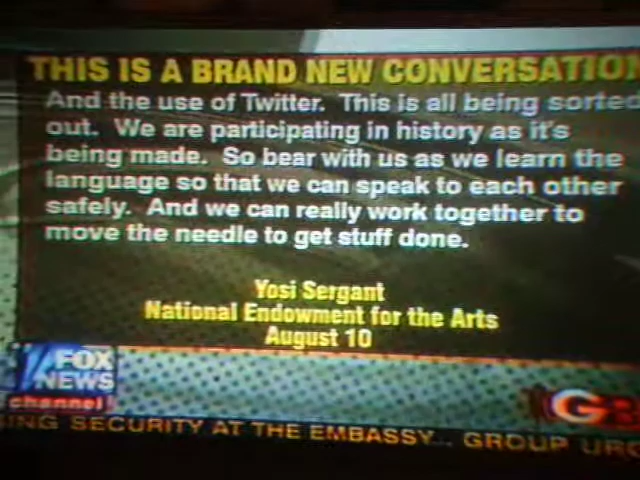 THIS IS A BRAND NEW CONVERSATION
And the use of Twitter. This is all being sorted
out. We are participating in history as it's
being made. So bear with us as we learn the
language so that we can speak to each other
safely. And we can really work together to
move the needle to get stuff done.
Yosi Sergant
National Endowment for the Arts
August 10
FOX
NEWS
channel
ING SECURITY AT THE EMBASSY... GROUP URG